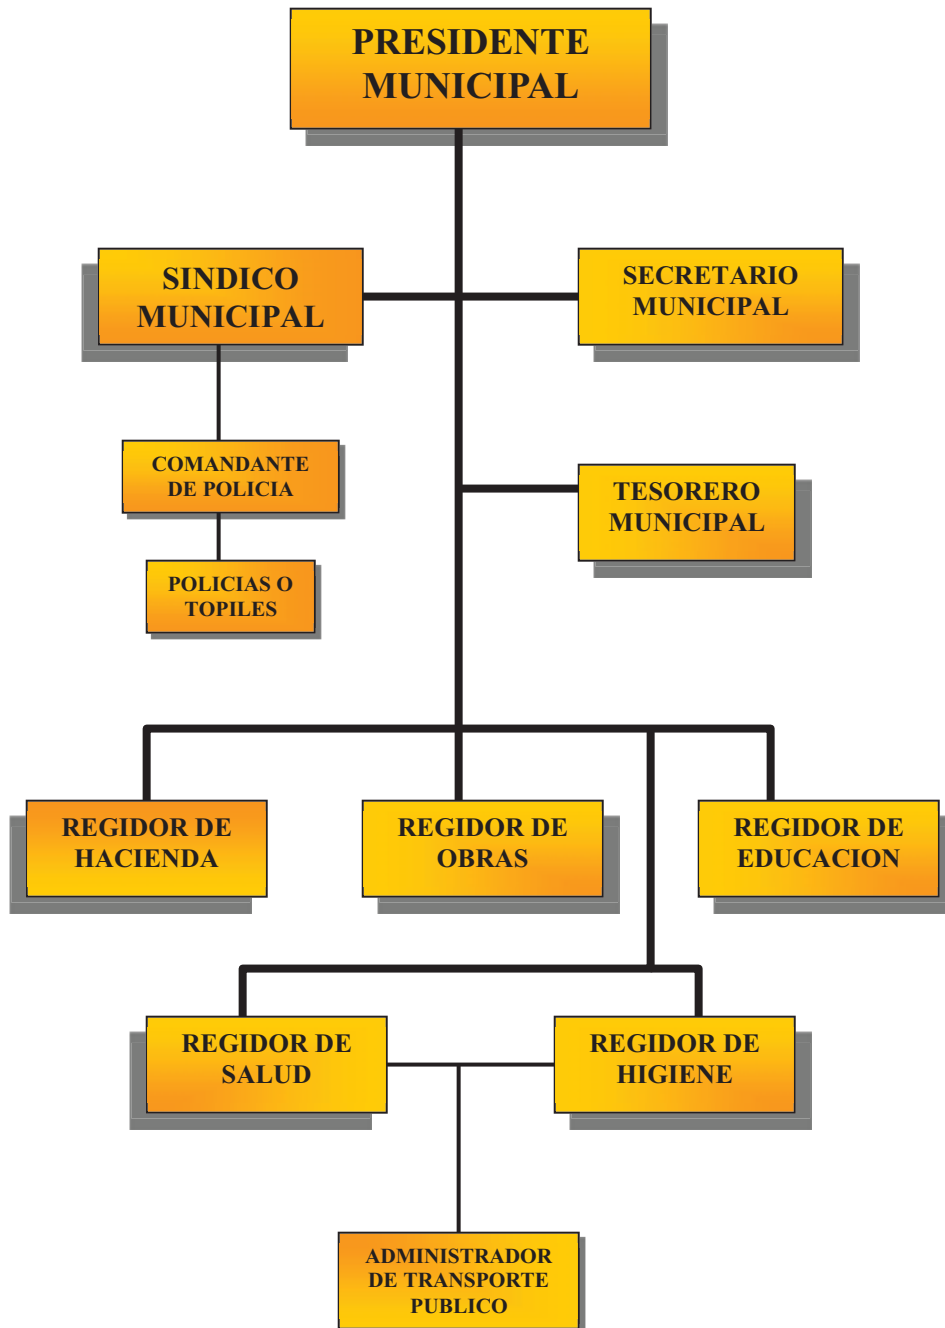 PRESIDENTE
MUNICIPAL
SINDICO
MUNICIPAL
SECRETARIO
MUNICIPAL
COMANDANTE
DE POLICIA
TESORERO
MUNICIPAL
POLICIAS O
TOPILES
REGIDOR DE
HACIENDA
REGIDOR DE
OBRAS
REGIDOR DE
EDUCACION
REGIDOR DE
SALUD
REGIDOR DE
HIGIENE
ADMINISTRADOR
DE TRANSPORTE
PUBLICO